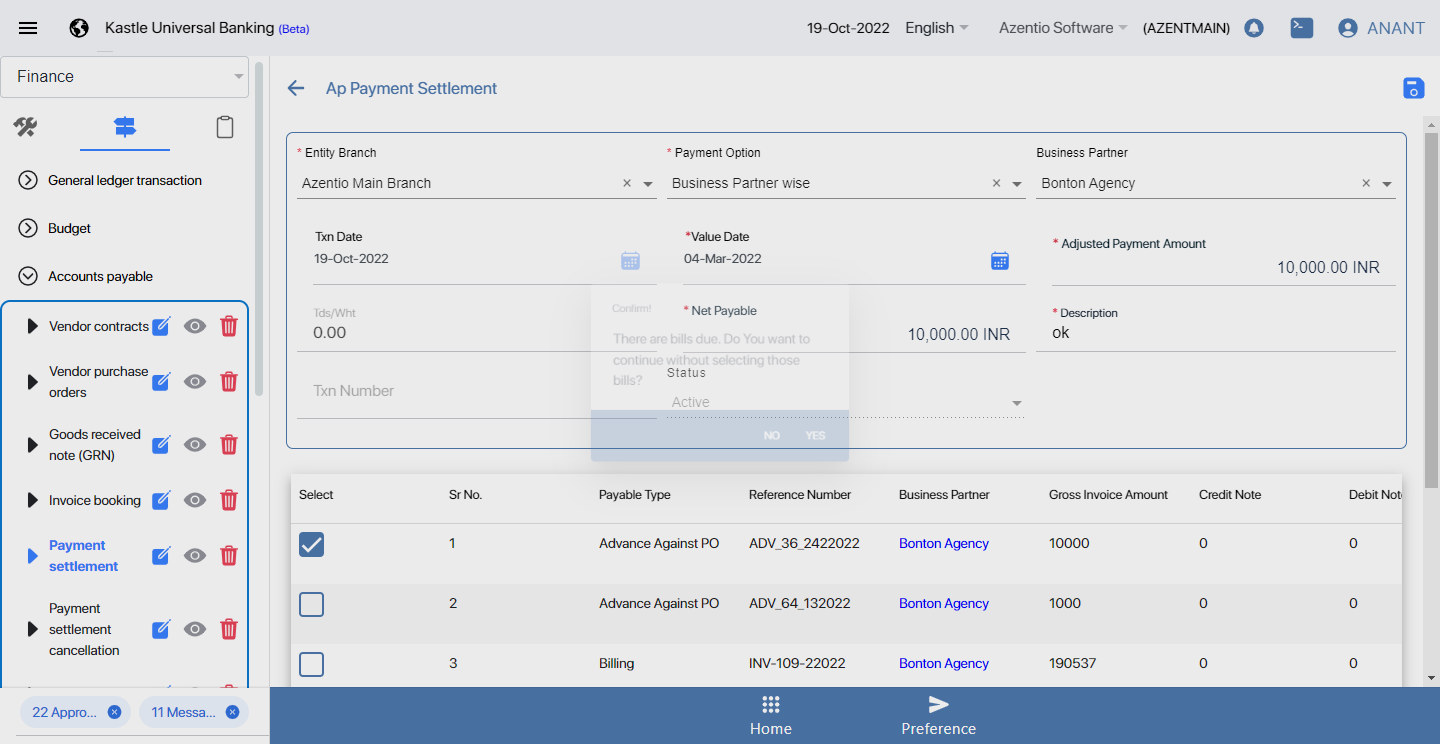 Kastle Universal Banking (Beta)
19-Oct-2022
English
Azentio Software
(AZENTMAIN)
ANANT
Finance
General ledger transaction
Budget
Accounts payable
Vendor contracts
Vendor purchase
orders
Goods received
note (GRN)
Invoice booking
Payment
settlement
Payment
settlement
cancellation
22 Appro...
11 Messa...
Ap Payment Settlement
* Entity Branch
Azentio Main Branch
* Payment Option
Business Partner wise
Business Partner
Bonton Agency
Txn Date
19-Oct-2022
*Value Date
04-Mar-2022
* Adjusted Payment Amount
10,000.00 INR
Tds/Wht
0.00
* Net Payable
10,000.00 INR
* Description
ok
Txn Number
Status
Active
Confirm!
There are bills due. Do You want to
continue without selecting those
bills?
NO YES
Select Sr No. Payable Type Reference Number Business Partner Gross Invoice Amount Credit Note Debit Not
1 Advance Against PO ADV_36_2422022 Bonton Agency 10000 0 0
2 Advance Against PO ADV_64_132022 Bonton Agency 1000 0 0
3 Billing INV-109-22022 Bonton Agency 190537 0 0
Home
Preference